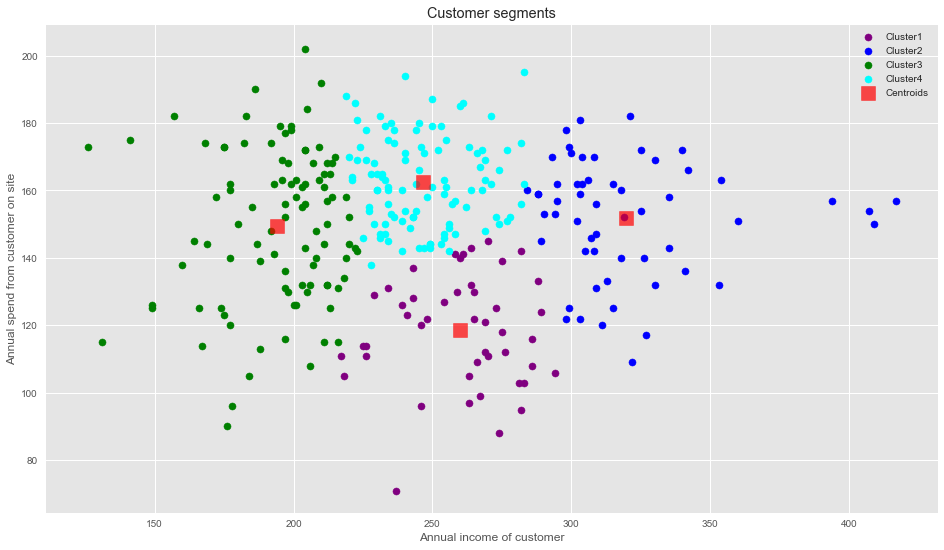 Customer segments
Cluster1
Cluster2
Cluster3
Cluster4
Centroids
Annual spend from customer on site
200
180
160
140
120
100
80
150
200
250
300
350
400
Annual income of customer